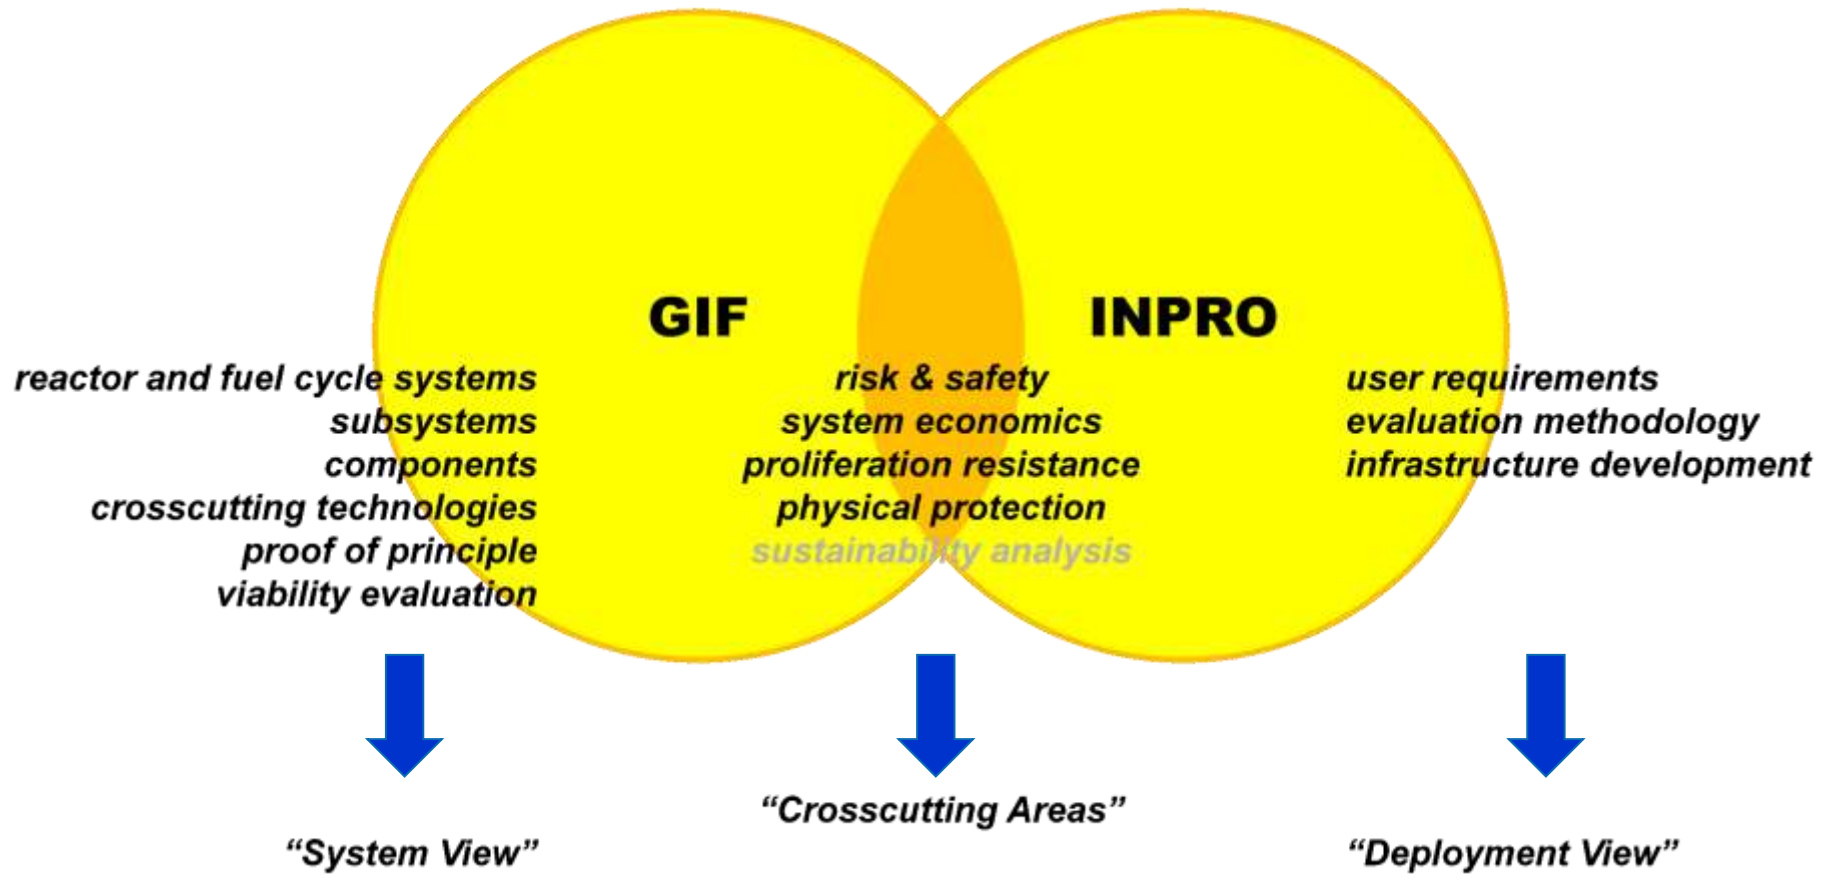 GIF
INPRO
reactor and fuel cycle systems
subsystems
components
crosscutting technologies
proof of principle
viability evaluation
risk & safety
system economics
proliferation resistance
physical protection
sustainability analysis
user requirements
evaluation methodology
infrastructure development
“System View”
“Crosscutting Areas”
“Deployment View”